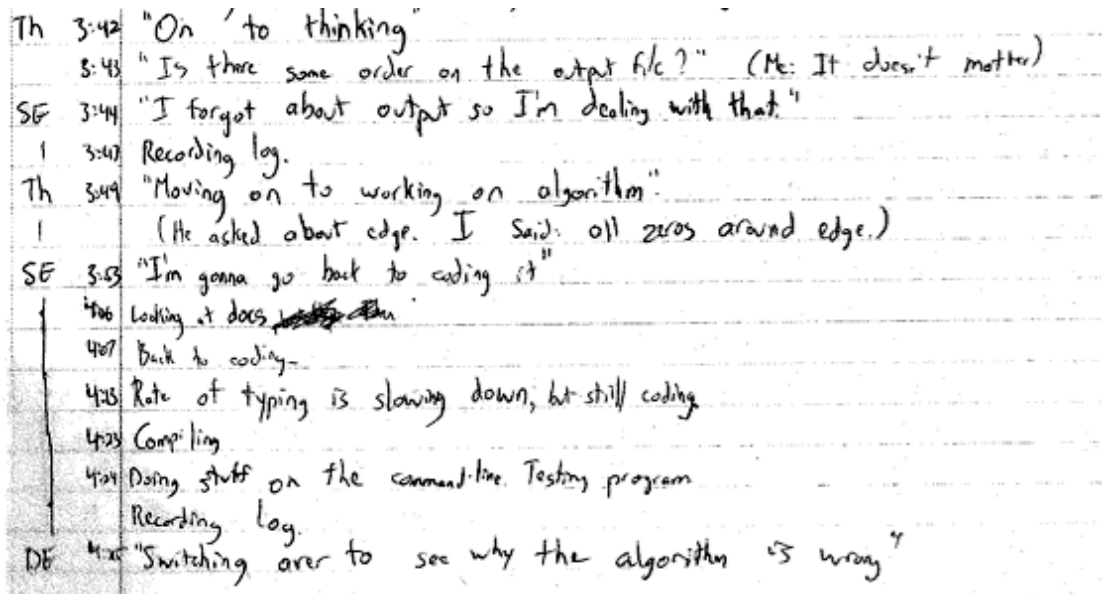 Th 3:42 "On to thinking"
3:43 "Is there some order on the output file?" (Me: It doesn't matter)
SE 3:44 "I forgot about output so I'm dealing with that."
| 3:47 Recording log.
Th 3:49 "Moving on to working on algorithm".
| (He asked about edge. I said: all zeros around edge.)
SE 3:53 "I'm gonna go back to coding it"
4:06 Looking at docs
4:07 Back to coding
4:13 Rate of typing is slowing down, but still coding.
4:23 Compiling
4:24 Doing stuff on the command-line. Testing program
Recording log.
DE 4:25 "Switching over to see why the algorithm is wrong"